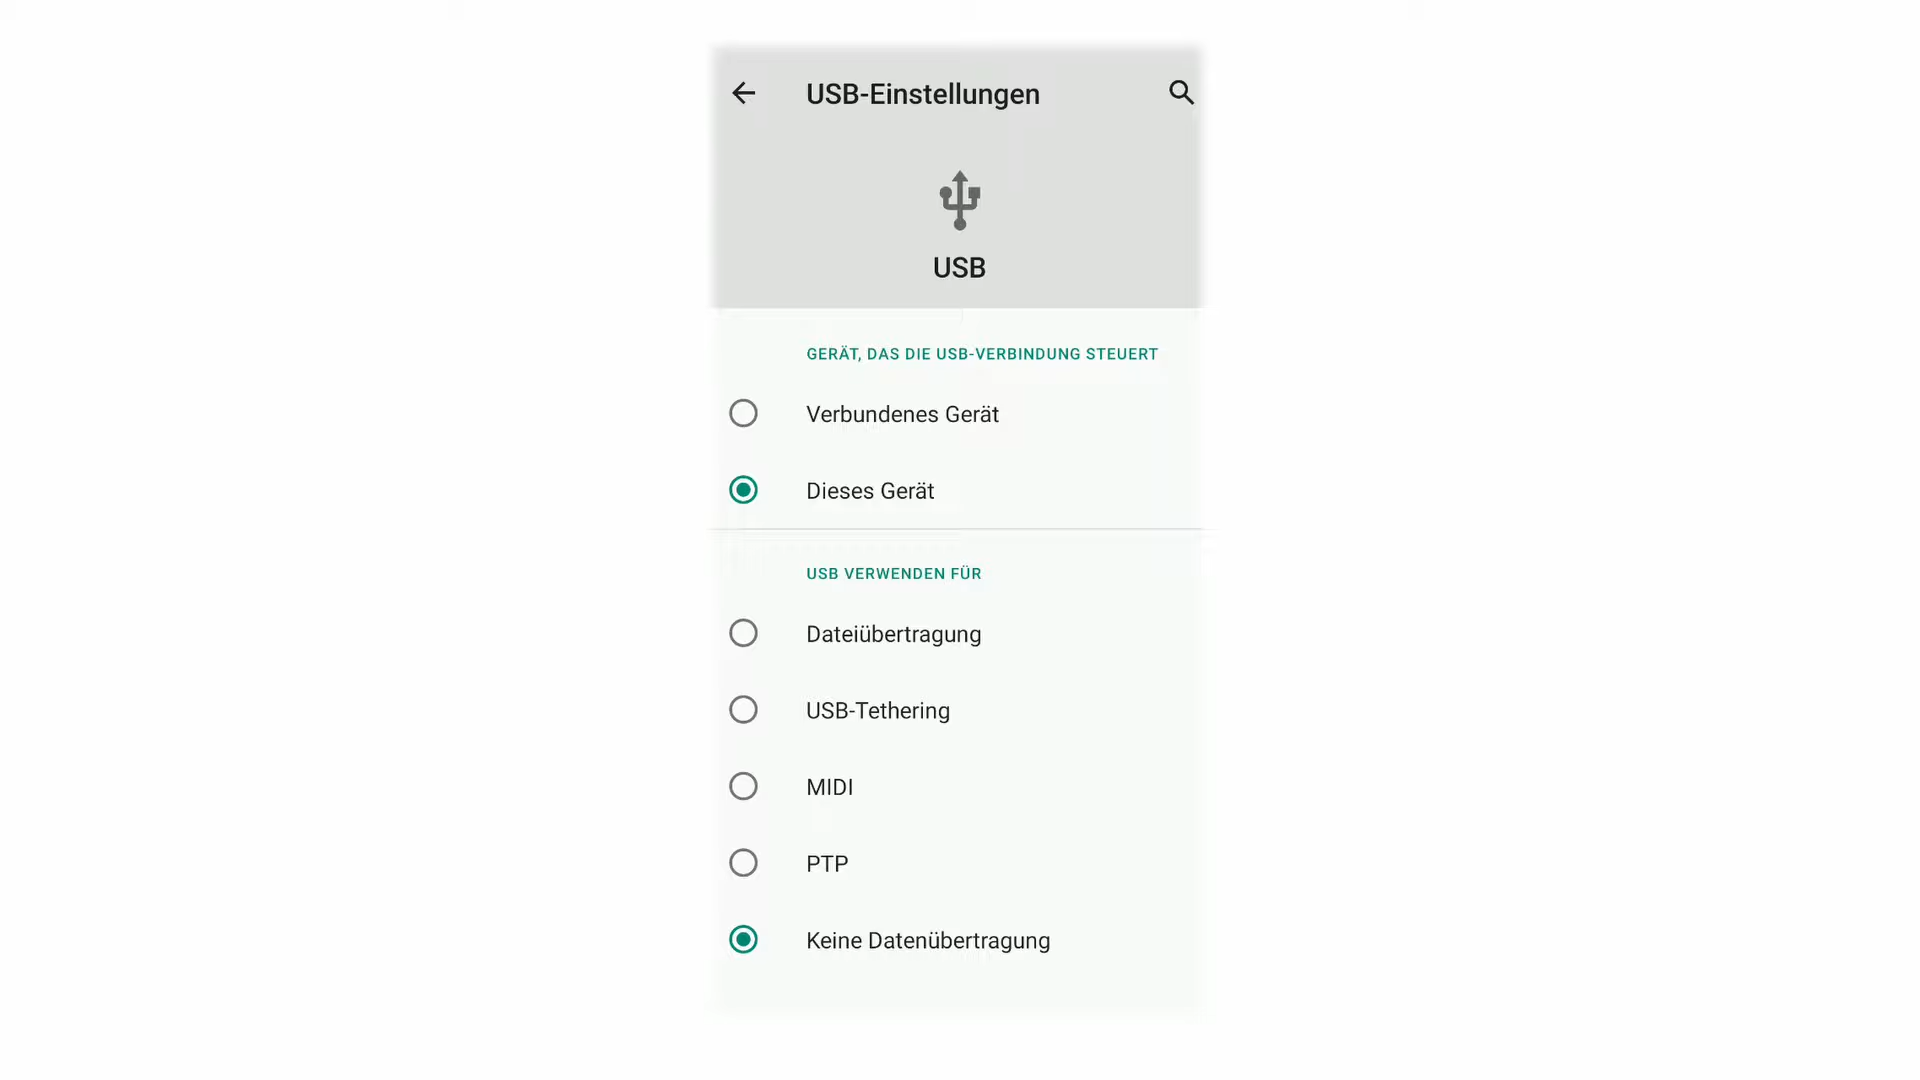 USB-Einstellungen
USB
GERÄT, DAS DIE USB-VERBINDUNG STEUERT
Verbundenes Gerät
Dieses Gerät
USB VERWENDEN FÜR
Dateiübertragung
USB-Tethering
MIDI
PTP
Keine Datenübertragung